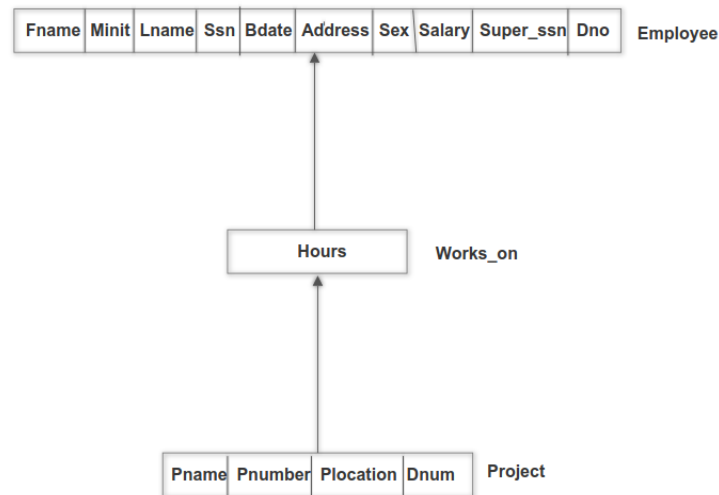 Fname Minit Lname Ssn Bdate Address Sex Salary Super_ssn Dno Employee
Hours Works_on
Pname Pnumber Plocation Dnum Project